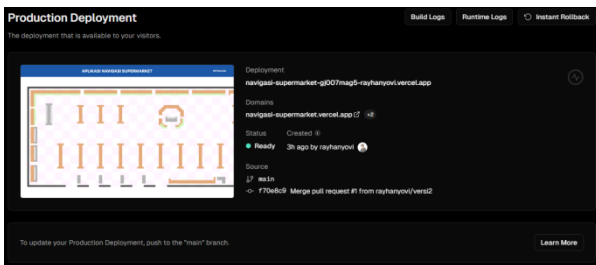 Production Deployment
Build Logs
Runtime Logs
Instant Rollback
The deployment that is available to your visitors.
APLIKASI NAVIGASI SUPERMARKET
Deployment
navigasi-supermarket-gj007mag5-rayhanyovi.vercel.app
Domains
navigasi-supermarket.vercel.app +2
Status
Created
Ready
3h ago by rayhanyovi
Source
main
f70e8c9 Merge pull request #1 from rayhanyovi/versi2
To update your Production Deployment, push to the "main" branch.
Learn More